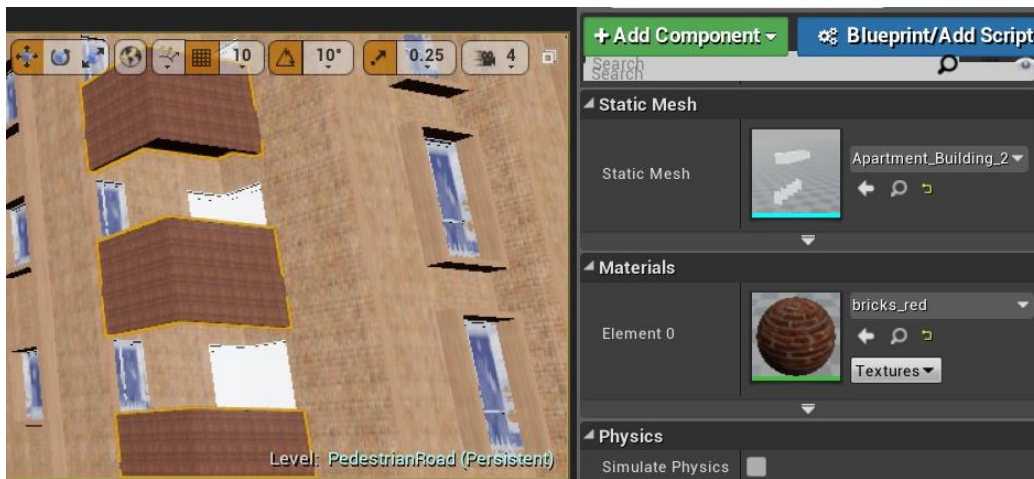 10 10° 0.25 4
+ Add Component Blueprint/Add Script
Search
Search
Static Mesh
Static Mesh
Apartment_Building_2
Materials
bricks_red
Element 0
Textures
Physics
Simulate Physics
Level: PedestrianRoad (Persistent)